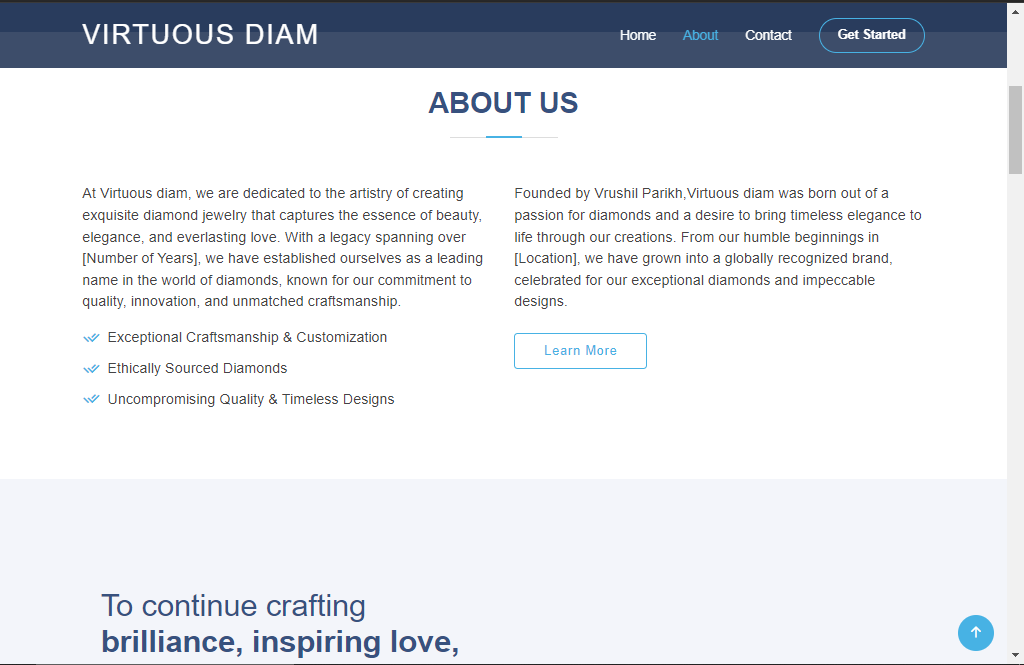 VIRTUOUS DIAM
Home About Contact Get Started
ABOUT US
At Virtuous diam, we are dedicated to the artistry of creating
exquisite diamond jewelry that captures the essence of beauty,
elegance, and everlasting love. With a legacy spanning over
[Number of Years], we have established ourselves as a leading
name in the world of diamonds, known for our commitment to
quality, innovation, and unmatched craftsmanship.
Exceptional Craftsmanship & Customization
Ethically Sourced Diamonds
Uncompromising Quality & Timeless Designs
Founded by Vrushil Parikh,Virtuous diam was born out of a
passion for diamonds and a desire to bring timeless elegance to
life through our creations. From our humble beginnings in
[Location], we have grown into a globally recognized brand,
celebrated for our exceptional diamonds and impeccable
designs.
Learn More
To continue crafting
brilliance, inspiring love,